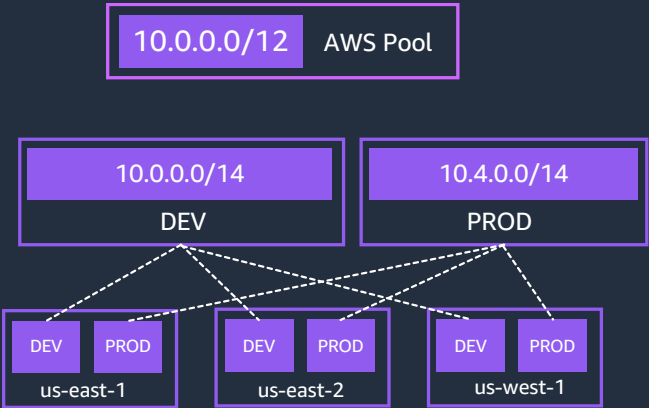 10.0.0.0/12 AWS Pool
10.0.0.0/14
DEV
10.4.0.0/14
PROD
DEV PROD
us-east-1
DEV PROD
us-east-2
DEV PROD
us-west-1